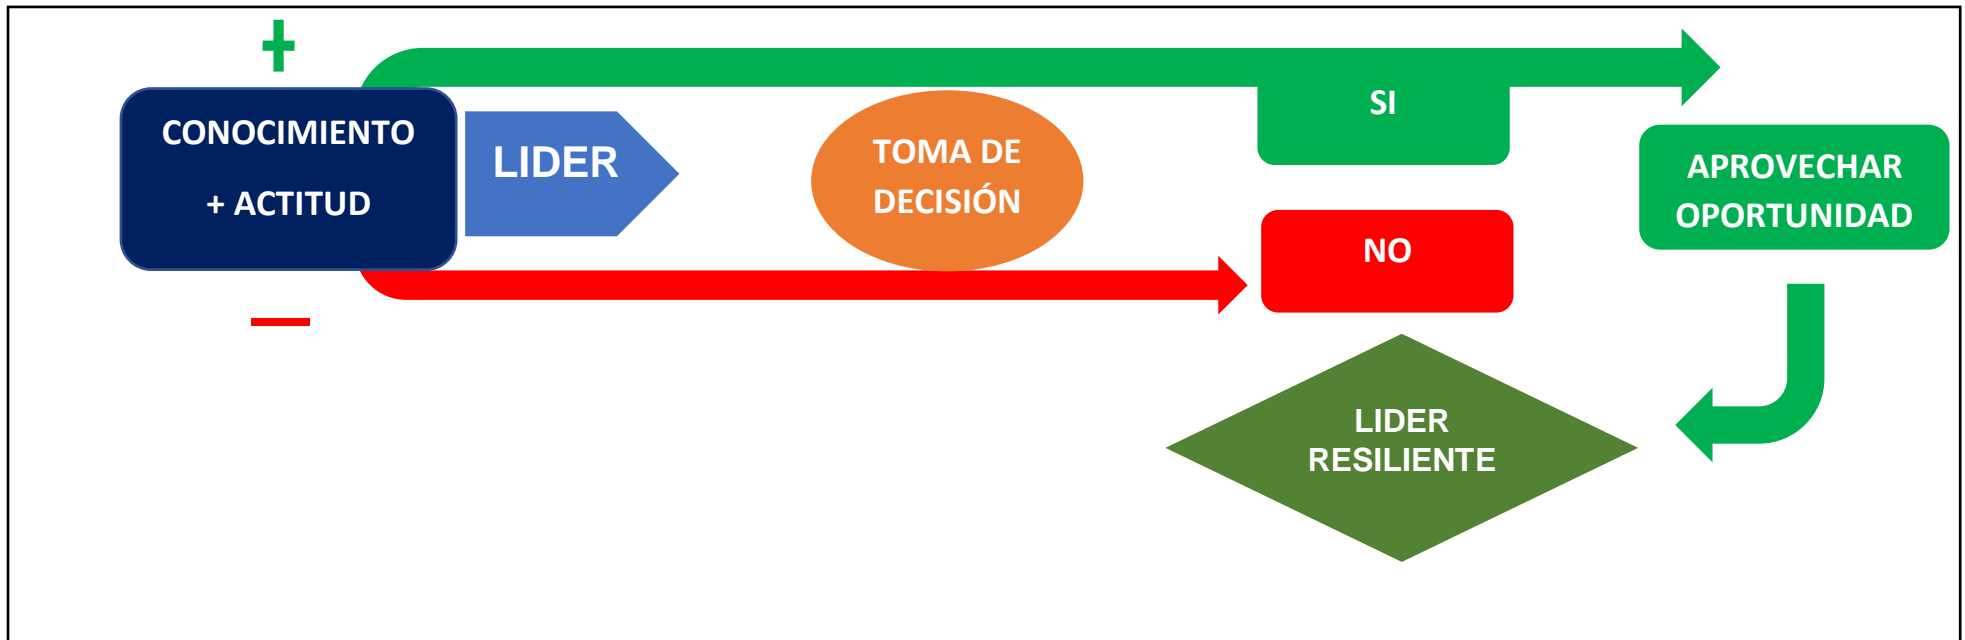 CONOCIMIENTO
+ ACTITUD
LIDER
TOMA DE
DECISIÓN
SI
NO
APROVECHAR
OPORTUNIDAD
LIDER
RESILIENTE